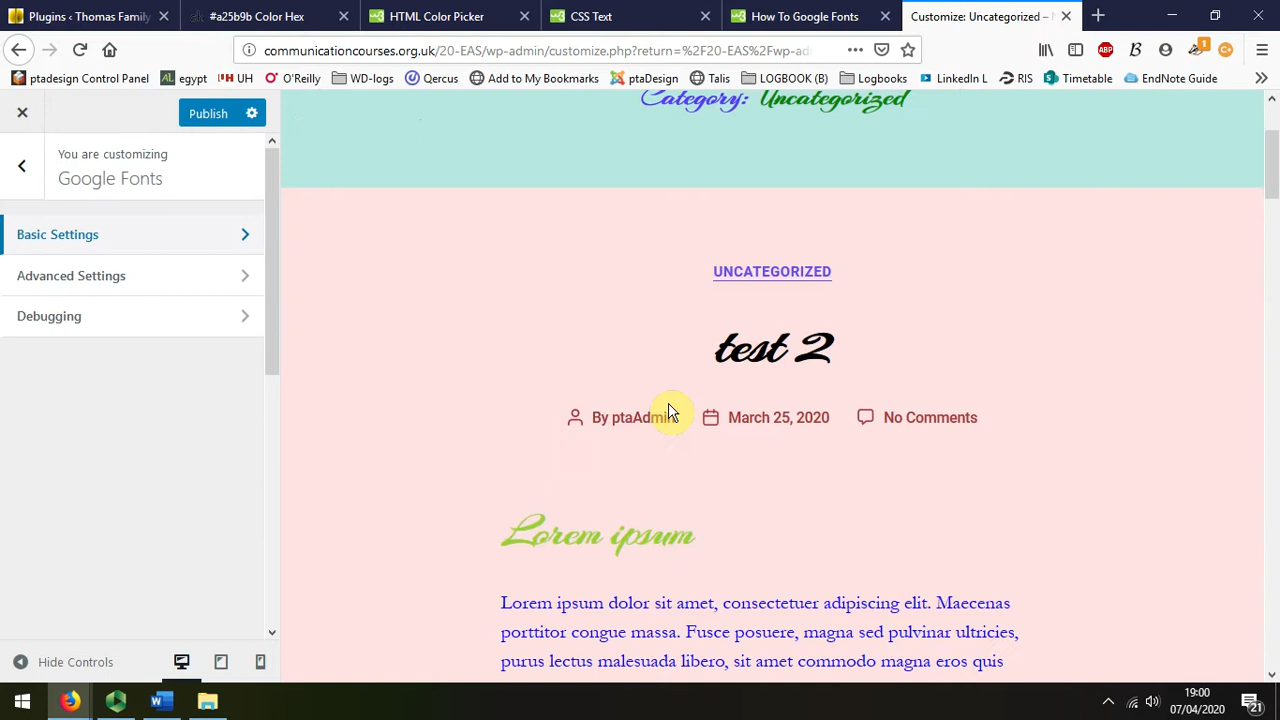 Plugins ‹ Thomas Family
#a25b9b Color Hex
HTML Color Picker
CSS Text
How To Google Fonts
Customize: Uncategorized –
communicationcourses.org.uk/20-EAS/wp-admin/customize.php?return=%2F20-EAS%2Fwp-ad
ptadesign Control Panel
egypt
UH
O'Reilly
WD-logs
Qercus
Add to My Bookmarks
ptaDesign
Talis
LOGBOOK (B)
Logbooks
LinkedIn L
RIS
Timetable
EndNote Guide
Publish
You are customizing
Google Fonts
Basic Settings
Advanced Settings
Debugging
Hide Controls
Category: Uncategorized
UNCATEGORIZED
test 2
By ptaAdmin
March 25, 2020
No Comments
Lorem ipsum
Lorem ipsum dolor sit amet, consectetuer adipiscing elit. Maecenas
porttitor congue massa. Fusce posuere, magna sed pulvinar ultricies,
purus lectus malesuada libero, sit amet commodo magna eros quis
19:00
07/04/2020
21